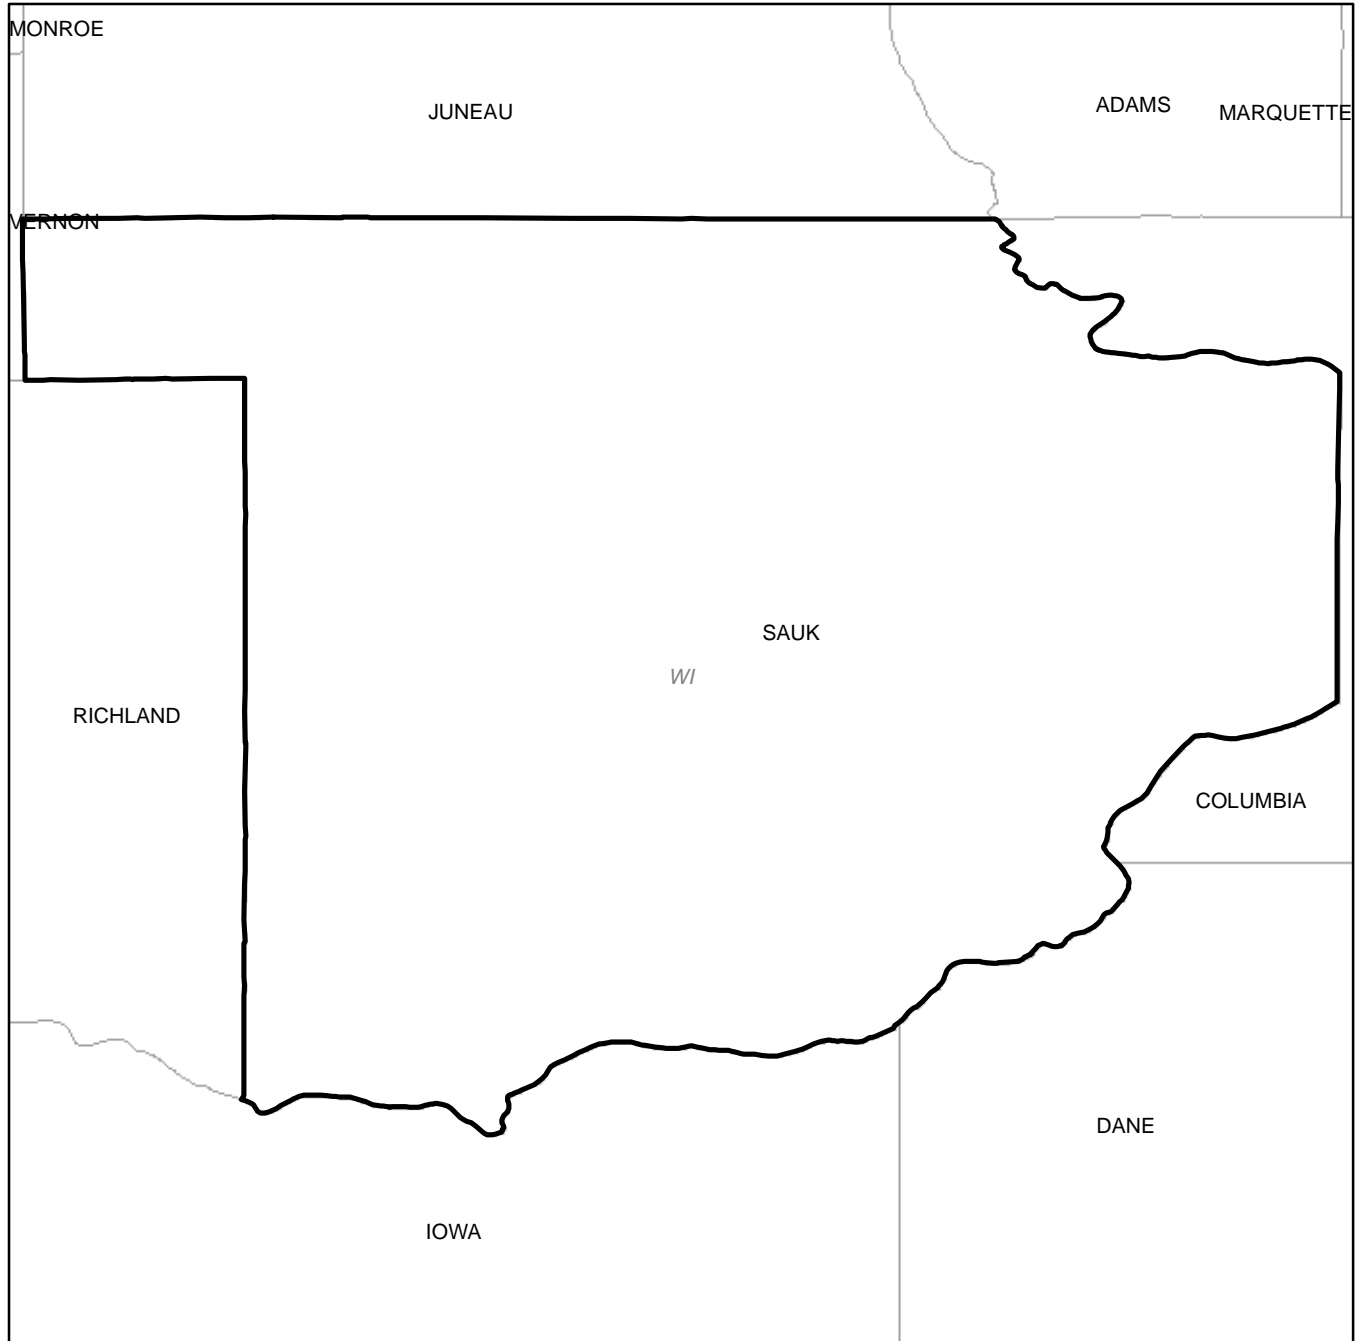 MONROE
JUNEAU
ADAMS
MARQUETTE
VERNON
SAUK
WI
RICHLAND
COLUMBIA
DANE
IOWA